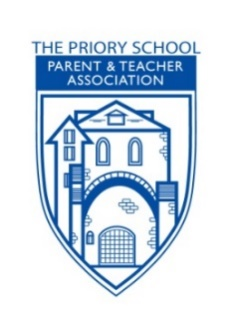 THE PRIORY SCHOOL
PARENT & TEACHER
ASSOCIATION